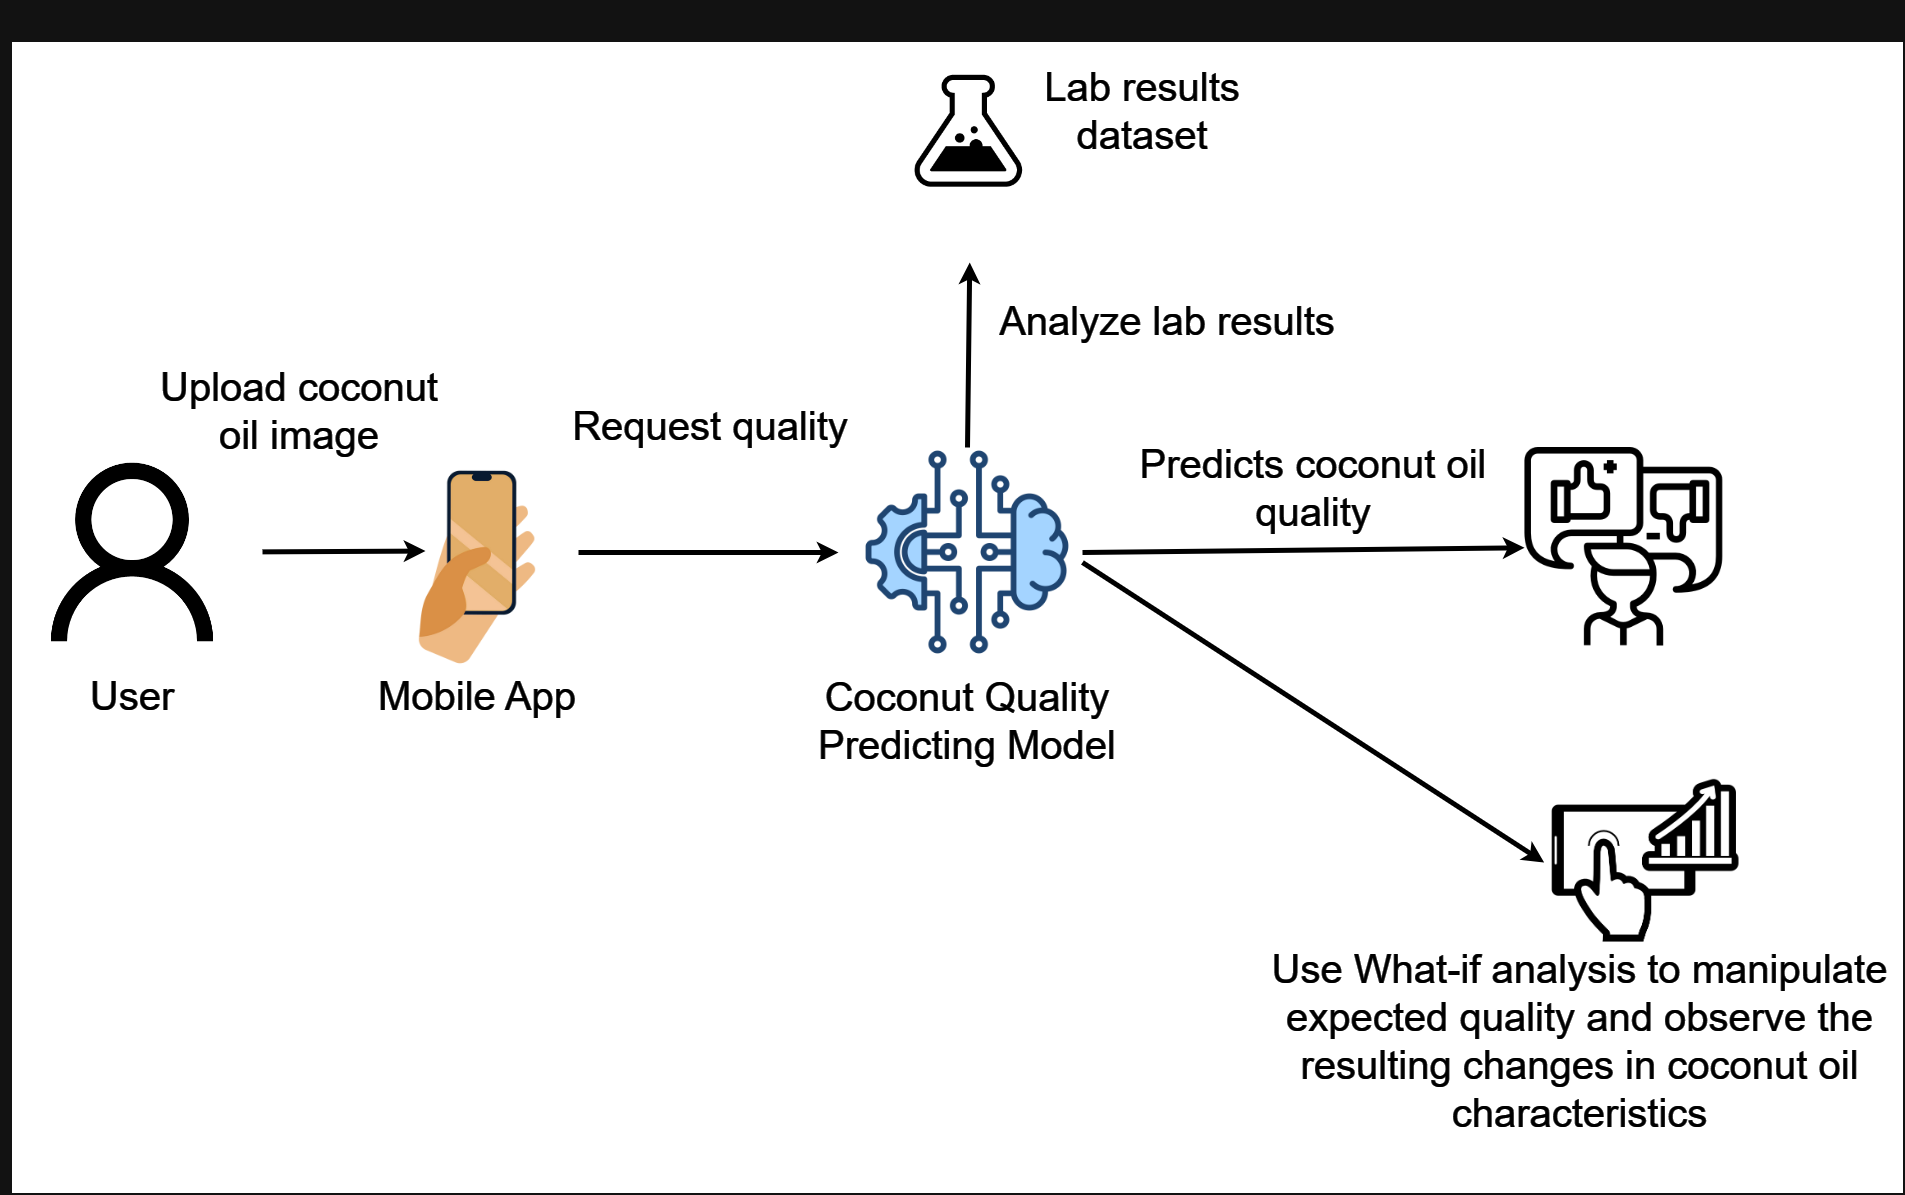 Lab results
dataset
Analyze lab results
Upload coconut
oil image
Request quality
Predicts coconut oil
quality
User
Mobile App
Coconut Quality
Predicting Model
Use What-if analysis to manipulate
expected quality and observe the
resulting changes in coconut oil
characteristics